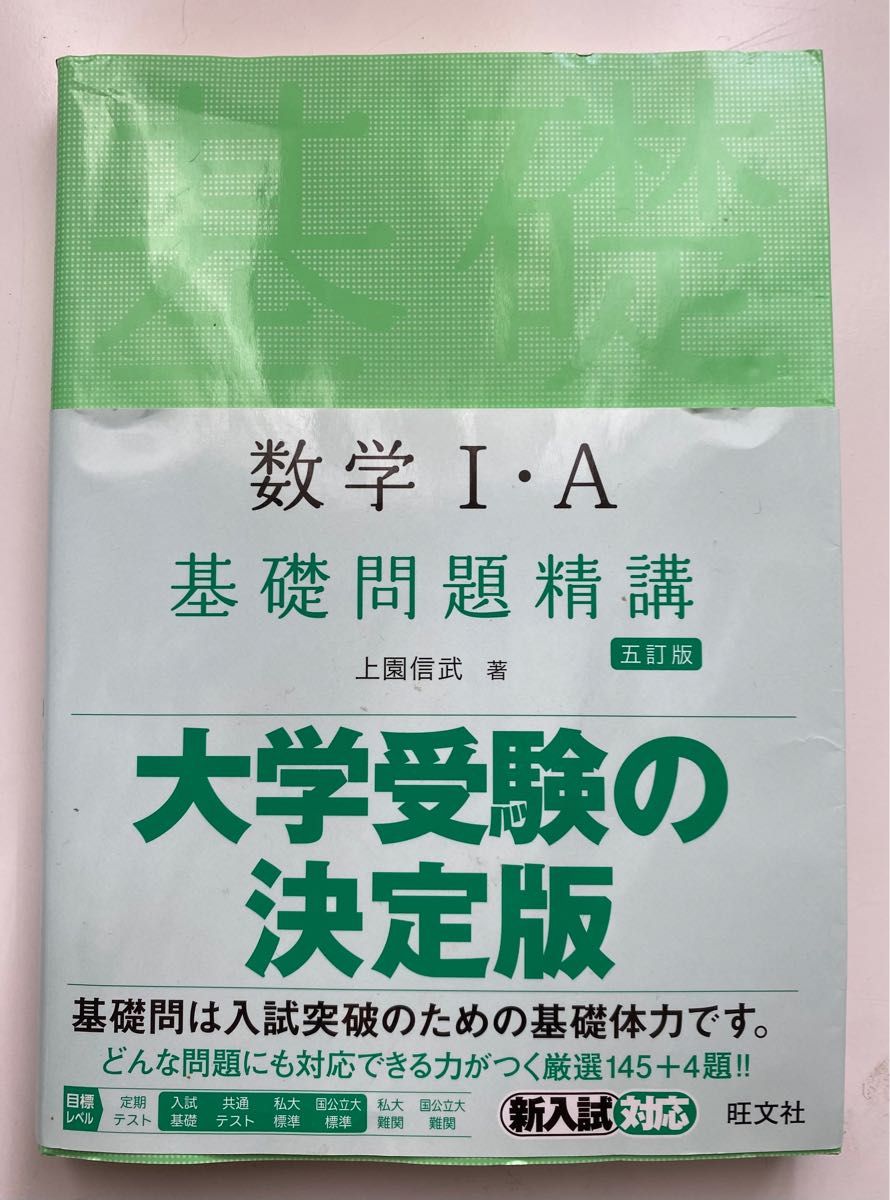 基礎
数学 I・A
基礎問題精講
五訂版
上園信武 著
大学受験の
決定版
基礎問は入試突破のための基礎体力です。
どんな問題にも対応できる力がつく厳選145＋4題!!
目標レベル
定期テスト
入試基礎
共通テスト
私大標準
国公立大標準
私大難関
国公立大難関
新入試対応
旺文社